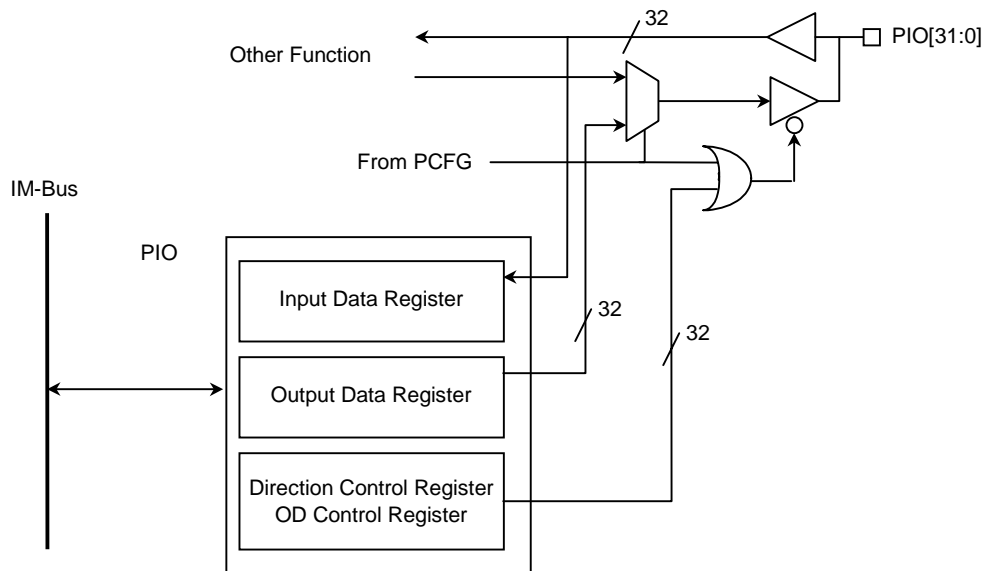 32
PIO[31:0]
Other Function
From PCFG
IM-Bus
PIO
Input Data Register
32
32
Output Data Register
Direction Control Register
OD Control Register